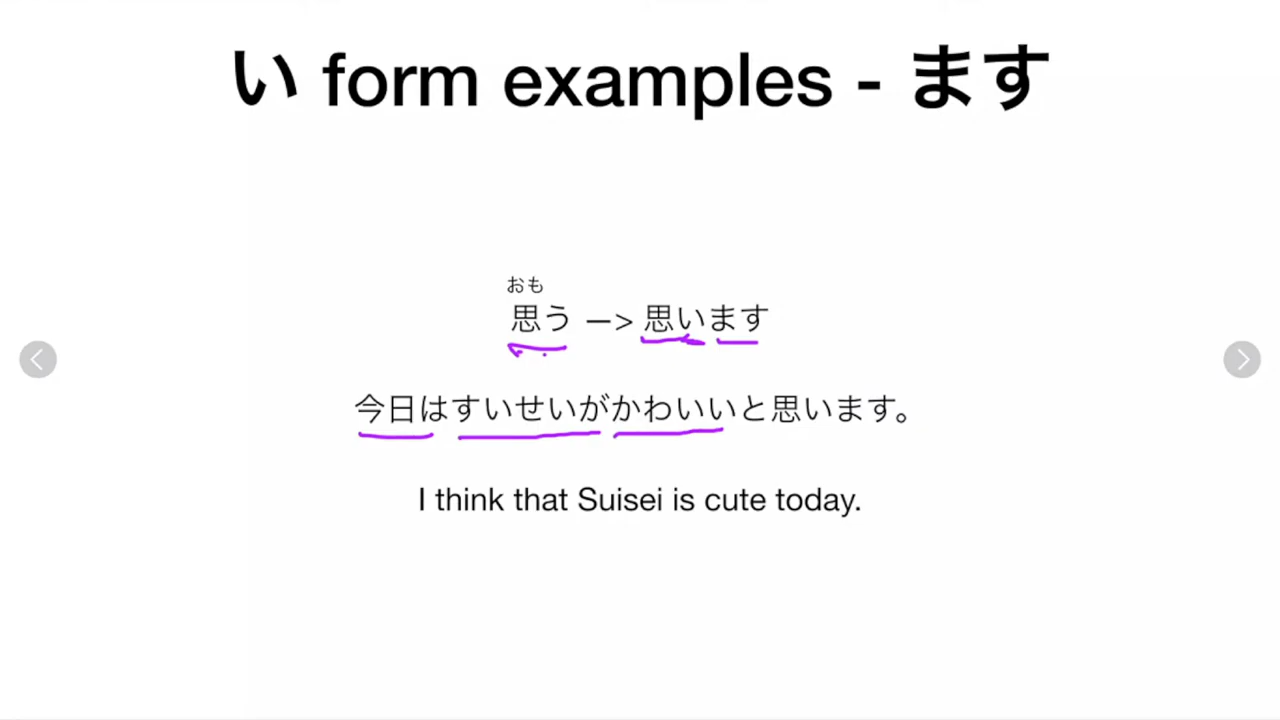 い form examples - ます
おも
思う —> 思います
今日はすいせいがかわいいと思います。
I think that Suisei is cute today.